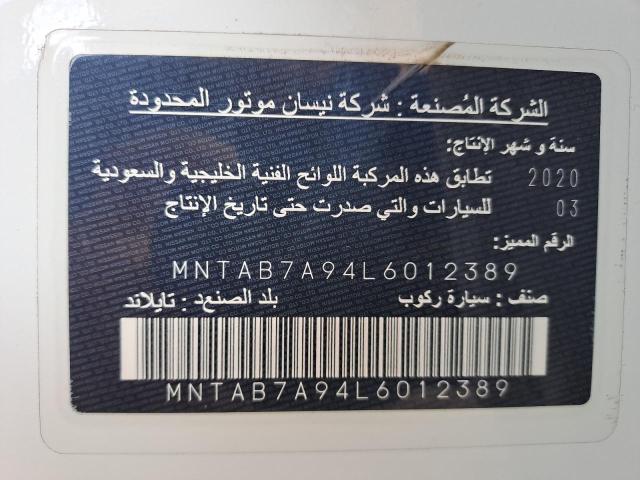 الشركة المُصنعة : شركة نيسان موتور المحدودة
سنة و شهر الإنتاج:
2020 تطابق هذه المركبة اللوائح الفنية الخليجية والسعودية
03 للسيارات والتي صدرت حتى تاريخ الإنتاج
الرقم المميز:
MNTAB7A94L6012389
صنف : سيارة ركوب بلد الصنعد : تايلاند
MNTAB7A94L6012389